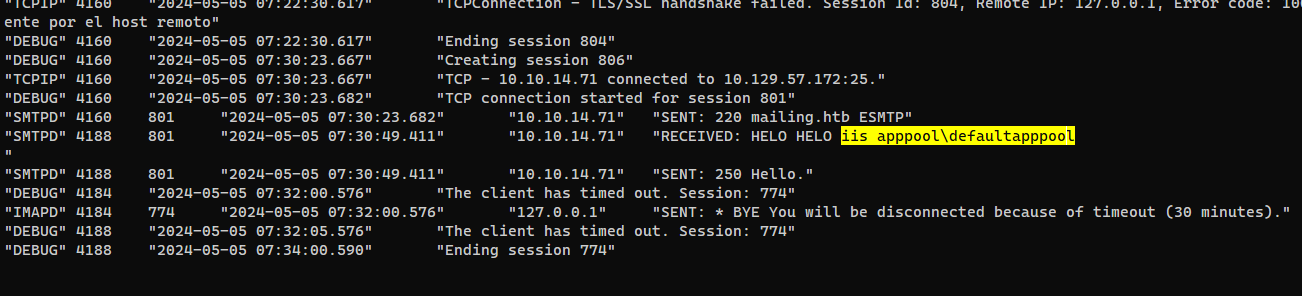 "TCPIP" 4160 "2024-05-05 07:22:30.617" "TCPConnection - TLS/SSL handshake failed. Session Id: 804, Remote IP: 127.0.0.1, Error code: 100
ente por el host remoto"
"DEBUG" 4160 "2024-05-05 07:22:30.617" "Ending session 804"
"DEBUG" 4160 "2024-05-05 07:30:23.667" "Creating session 806"
"TCPIP" 4160 "2024-05-05 07:30:23.667" "TCP - 10.10.14.71 connected to 10.129.57.172:25."
"DEBUG" 4160 "2024-05-05 07:30:23.682" "TCP connection started for session 801"
"SMTPD" 4160 801 "2024-05-05 07:30:23.682" "10.10.14.71" "SENT: 220 mailing.htb ESMTP"
"SMTPD" 4188 801 "2024-05-05 07:30:49.411" "10.10.14.71" "RECEIVED: HELO HELO iis apppool\defaultapppool
"
"SMTPD" 4188 801 "2024-05-05 07:30:49.411" "10.10.14.71" "SENT: 250 Hello."
"DEBUG" 4184 "2024-05-05 07:32:00.576" "The client has timed out. Session: 774"
"IMAPD" 4184 774 "2024-05-05 07:32:00.576" "127.0.0.1" "SENT: * BYE You will be disconnected because of timeout (30 minutes)."
"DEBUG" 4188 "2024-05-05 07:32:05.576" "The client has timed out. Session: 774"
"DEBUG" 4188 "2024-05-05 07:34:00.590" "Ending session 774"